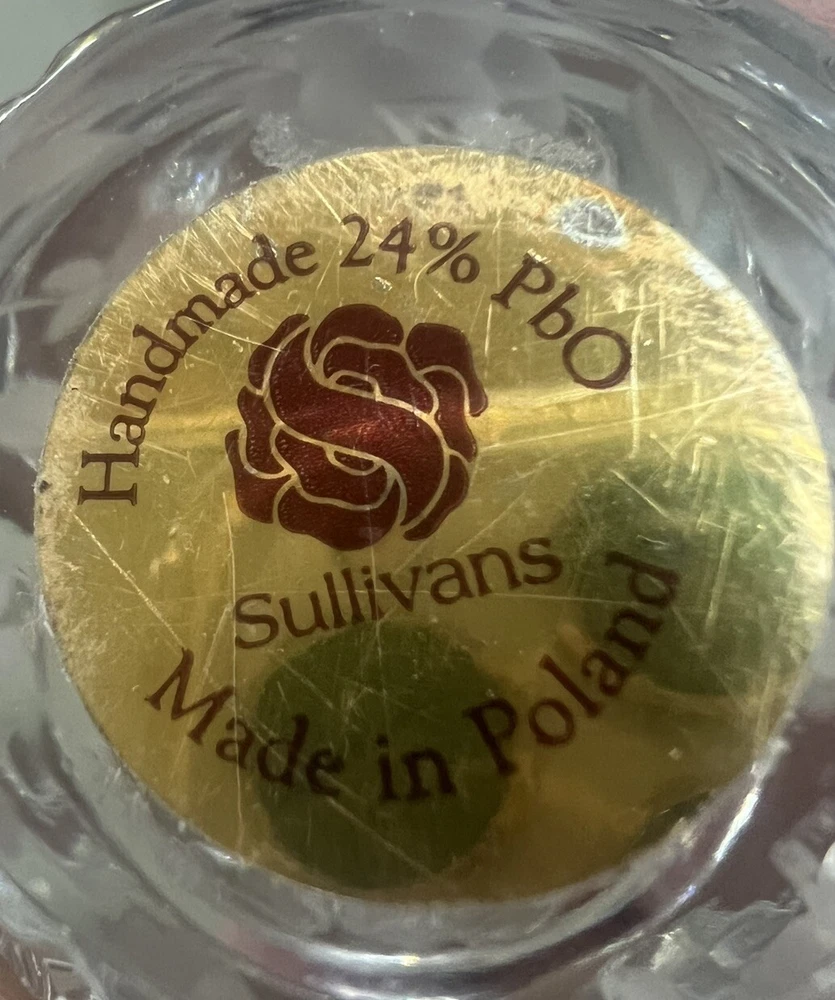 Handmade 24% PbO
S
Sullivans
Made in Poland